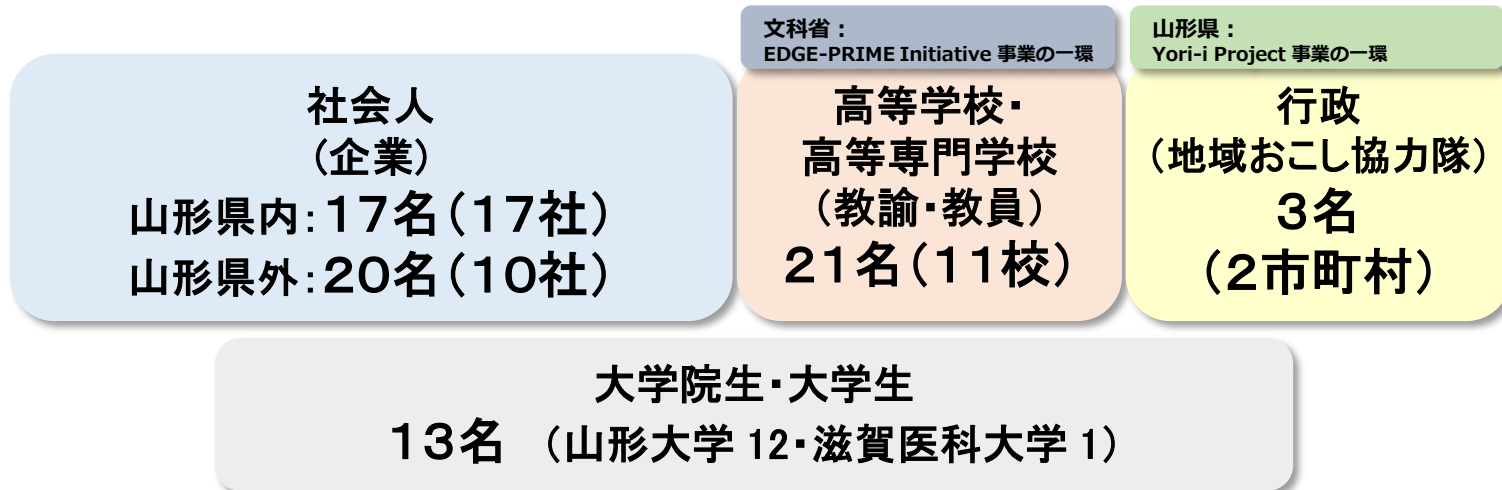 文科省：
EDGE-PRIME Initiative 事業の一環
山形県：
Yori-i Project 事業の一環
社会人
（企業）
山形県内：１７名（１７社）
山形県外：２０名（１０社）
高等学校・
高等専門学校
（教諭・教員）
２１名（１１校）
行政
（地域おこし協力隊）
３名
（２市町村）
大学院生・大学生
１３名 （山形大学 12・滋賀医科大学 1）